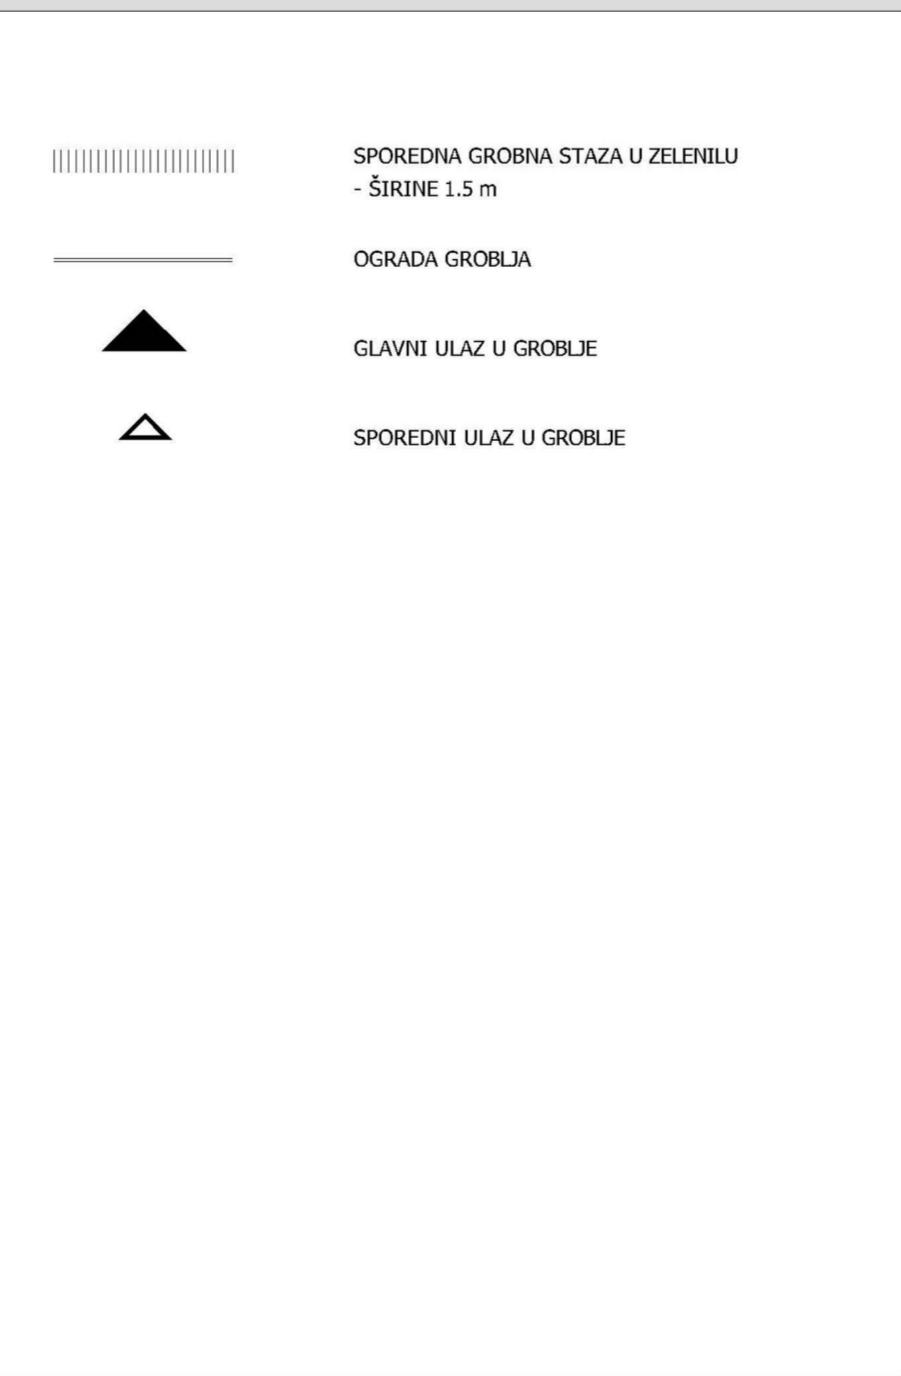 SPOREDNA GROBNA STAZA U ZELENILU
- ŠIRINE 1.5 m
OGRADA GROBLJA
GLAVNI ULAZ U GROBLJE
SPOREDNI ULAZ U GROBLJE